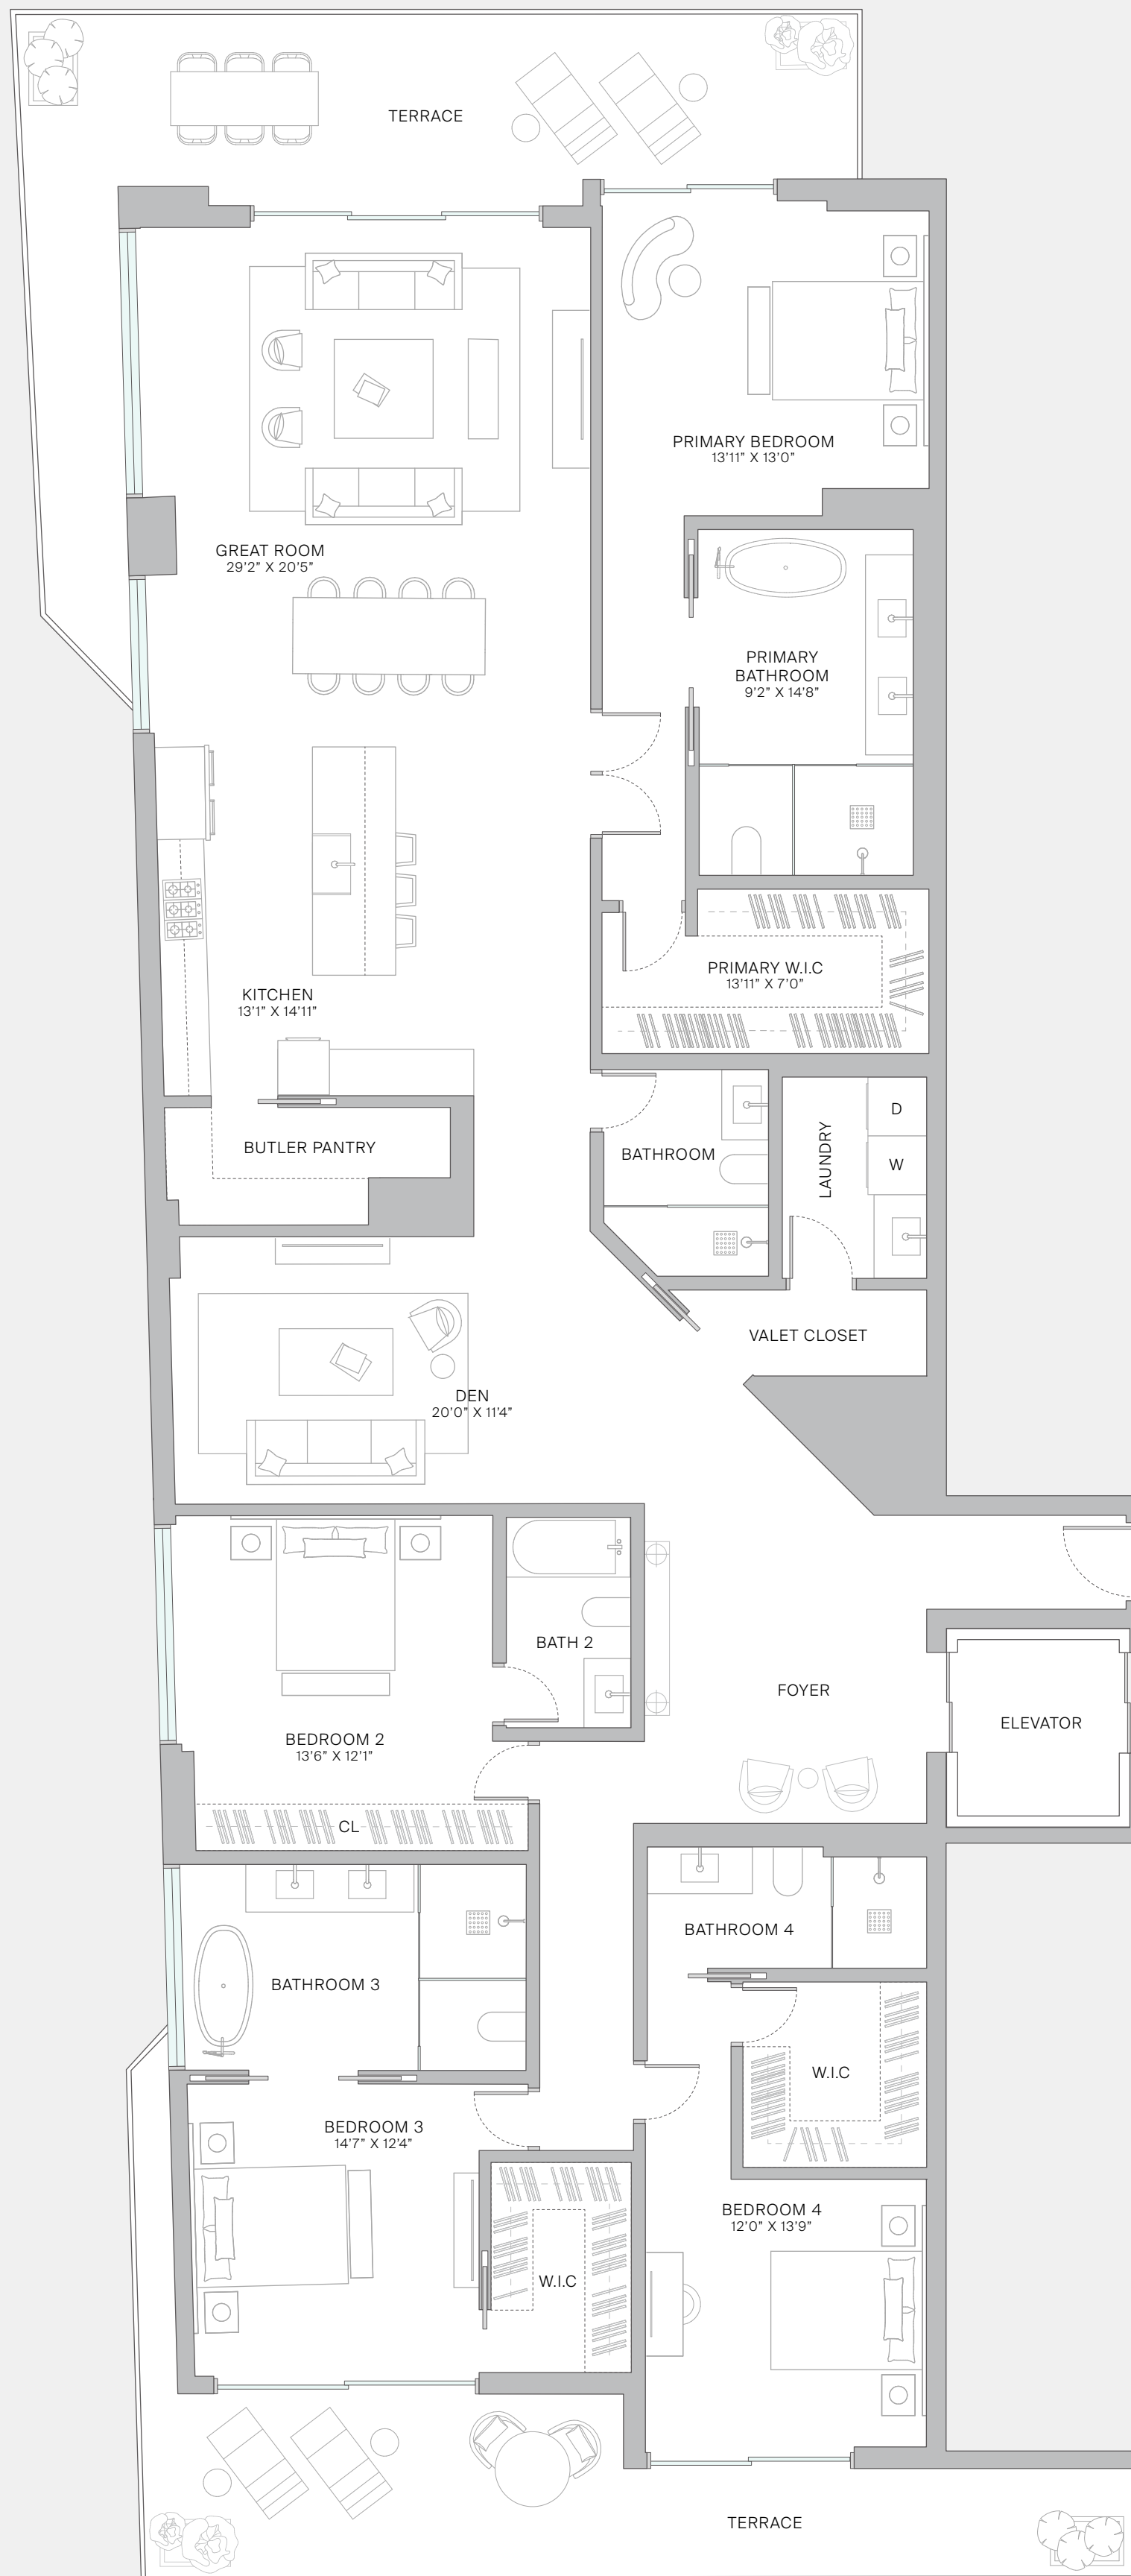 TERRACE
PRIMARY BEDROOM
13'11" X 13'0"
GREAT ROOM
29'2" X 20'5"
PRIMARY
BATHROOM
9'2" X 14'8"
PRIMARY W.I.C
13'11" X 7'0"
KITCHEN
13'1" X 14'11"
D
BUTLER PANTRY
BATHROOM
LAUNDRY
W
VALET CLOSET
DEN
20'0" X 11'4"
BATH 2
FOYER
ELEVATOR
BEDROOM 2
13'6" X 12'1"
CL
BATHROOM 4
BATHROOM 3
W.I.C
BEDROOM 3
14'7" X 12'4"
BEDROOM 4
12'0" X 13'9"
W.I.C
TERRACE